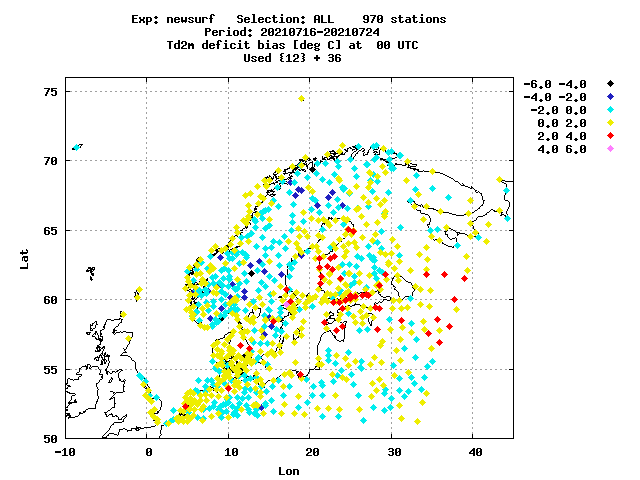 Exp: newsurf Selection: ALL 970 stations
Period: 20210716-20210724
Td2m deficit bias [deg C] at 00 UTC
Used {12} + 36
-6.0 -4.0
-4.0 -2.0
-2.0 0.0
0.0 2.0
2.0 4.0
4.0 6.0
75
70
65
60
55
50
Lat
-10 0 10 20 30 40
Lon